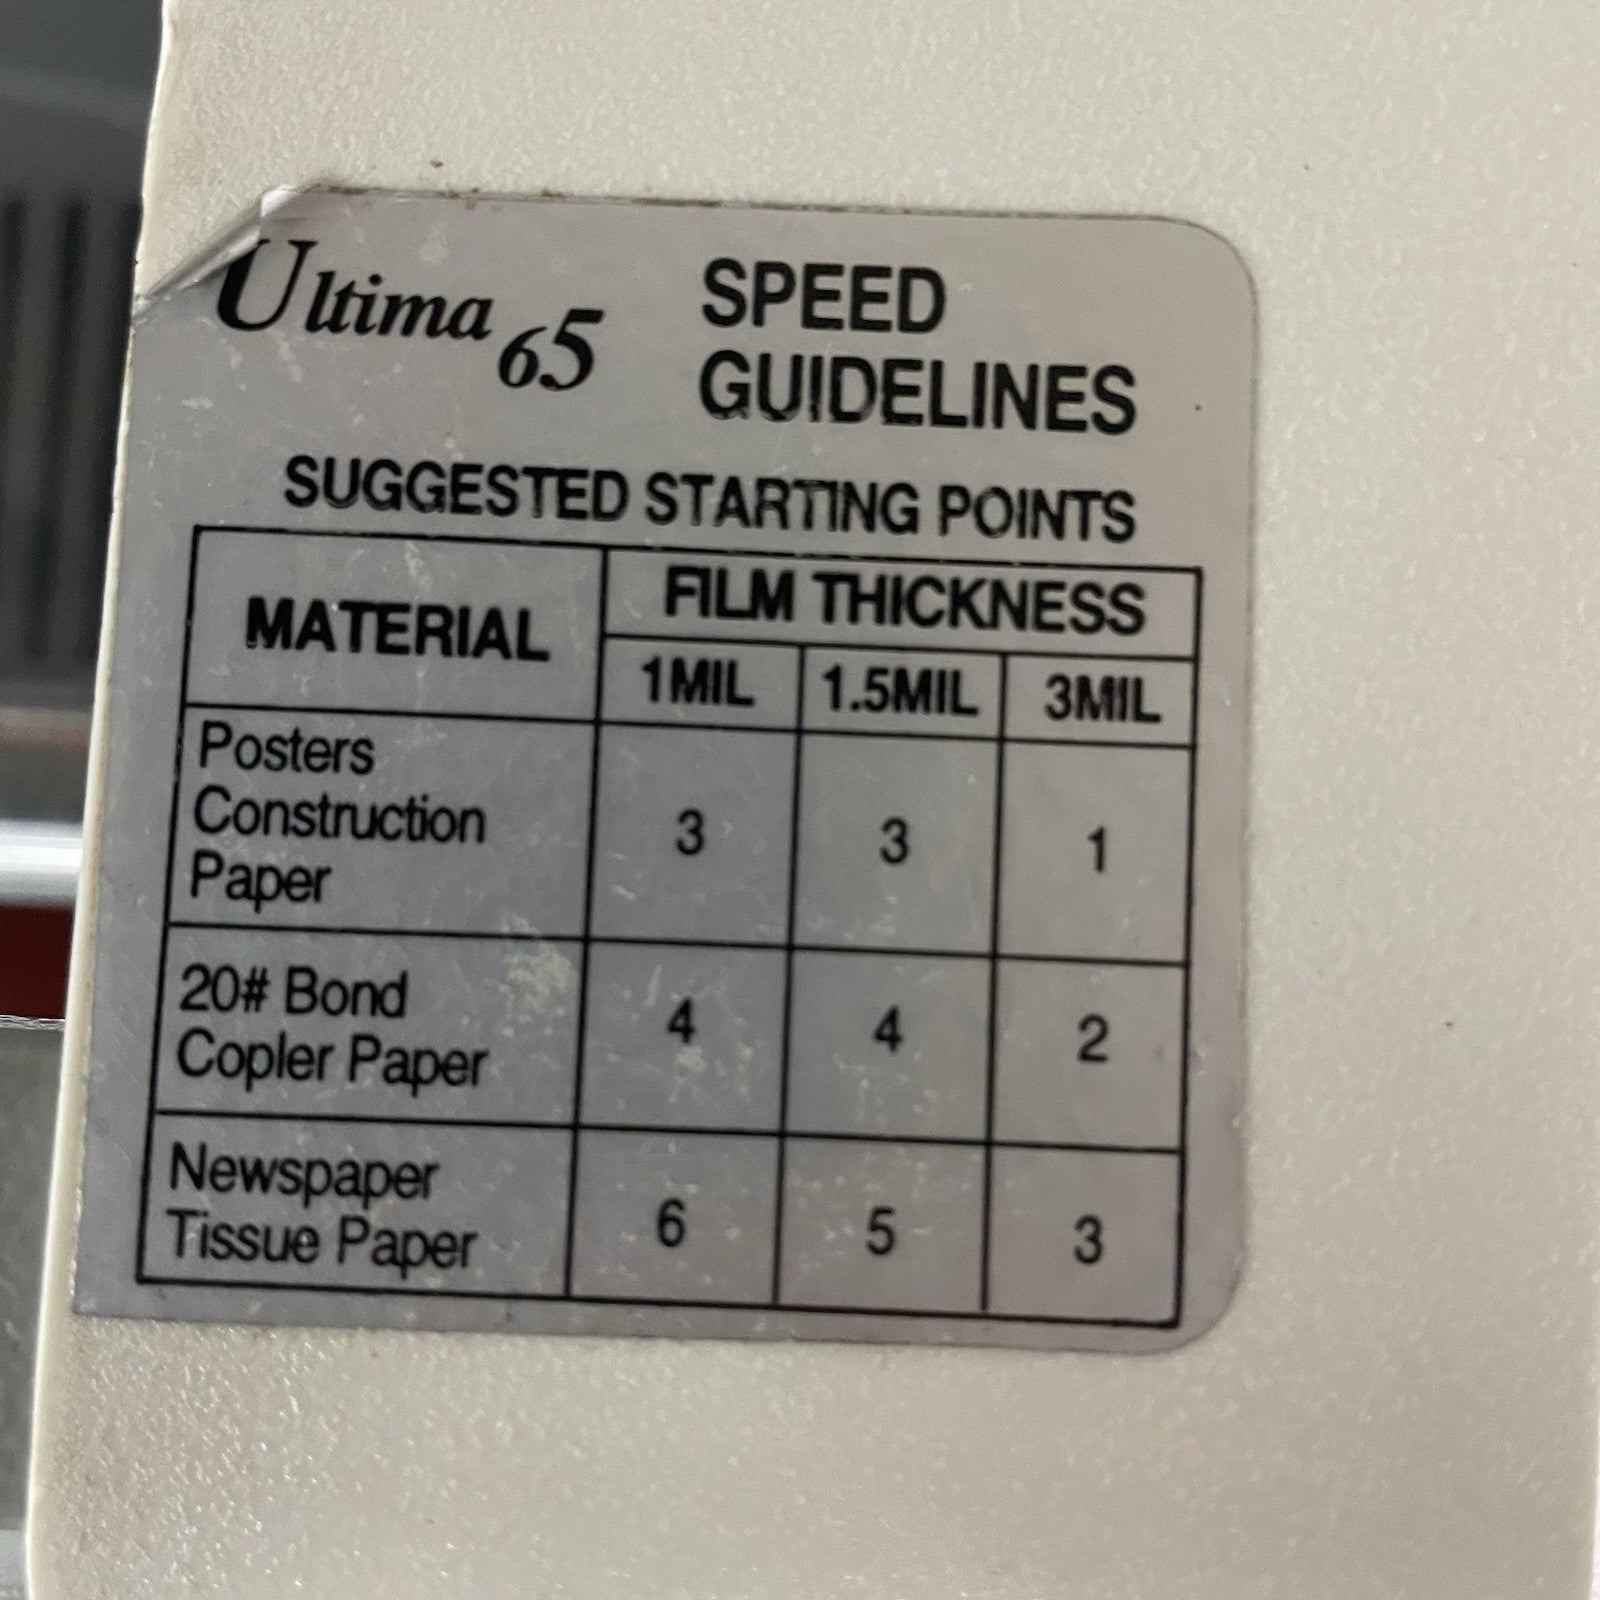 Ultima 65
SPEED
GUIDELINES
SUGGESTED STARTING POINTS
MATERIAL
FILM THICKNESS
1MIL 1.5MIL 3MIL
Posters
Construction
Paper
3 3 1
20# Bond
Copler Paper
4 4 2
Newspaper
Tissue Paper
6 5 3